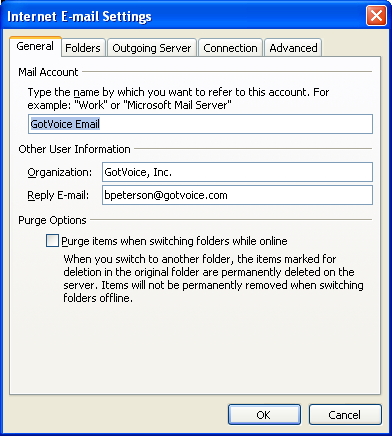 Internet E-mail Settings
General Folders Outgoing Server Connection Advanced
Mail Account
Type the name by which you want to refer to this account. For
example: "Work" or "Microsoft Mail Server"
GotVoice Email
Other User Information
Organization: GotVoice, Inc.
Reply E-mail: bpeterson@gotvoice.com
Purge Options
Purge items when switching folders while online
When you switch to another folder, the items marked for
deletion in the original folder are permanently deleted on the
server. Items will not be permanently removed when switching
folders offline.
OK Cancel